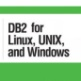 DB2 for
Linux, UNIX,
and Windows